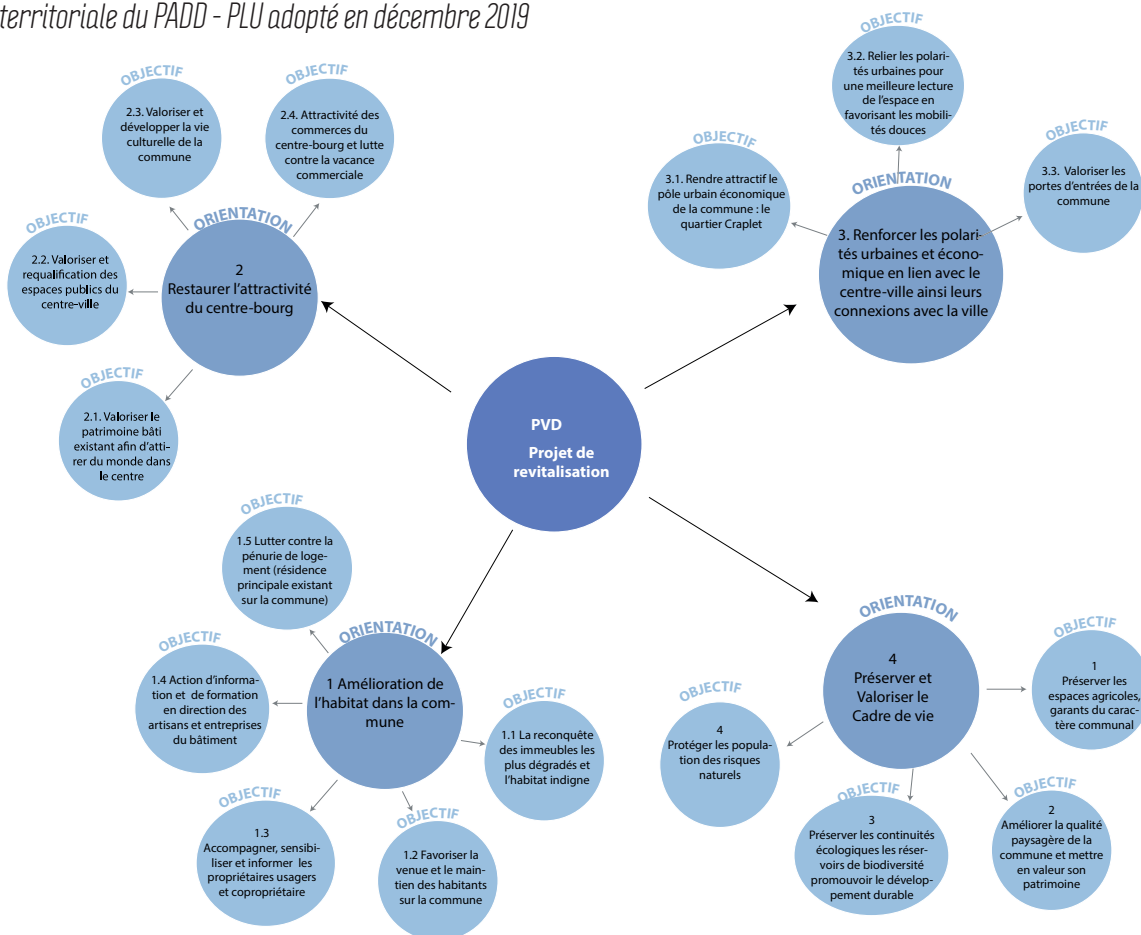 territoriale du PADD - PLU adopté en décembre 2019
OBJECTIF
2.3. Valoriser et
développer la vie
culturelle de la
commune
OBJECTIF
2.4. Attractivité des
commerces du
centre-bourg et lutte
contre la vacance
commerciale
OBJECTIF
2.2. Valoriser et
requalification des
espaces publics du
centre-ville
ORIENTATION
2
Restaurer l'attractivité
du centre-bourg
OBJECTIF
2.1. Valoriser le
patrimoine bâti
existant afin d'atti-
rer du monde dans
le centre
OBJECTIF
3.2. Relier les polari-
tés urbaines pour
une meilleure lecture
de l'espace en
favorisant les mobili-
tés douces
OBJECTIF
3.1. Rendre attractif le
pôle urbain économique
de la commune : le
quartier Craplet
OBJECTIF
3.3. Valoriser les
portes d'entrées de la
commune
ORIENTATION
3. Renforcer les polari-
tés urbaines et écono-
mique en lien avec le
centre-ville ainsi leurs
connexions avec la ville
PVD
Projet de
revitalisation
OBJECTIF
1.5 Lutter contre la
pénurie de loge-
ment (résidence
principale existant
sur la commune)
OBJECTIF
1.4 Action d'informa-
tion et de formation
en direction des
artisans et entreprises
du bâtiment
ORIENTATION
1 Amélioration de
l'habitat dans la com-
mune
OBJECTIF
1.1 La reconquête
des immeubles les
plus dégradés et
l'habitat indigne
OBJECTIF
1.3
Accompagner, sensibi-
liser et informer les
propriétaires usagers
et copropriétaire
OBJECTIF
1.2 Favoriser la
venue et le main-
tien des habitants
sur la commune
ORIENTATION
4
Préserver et
Valoriser le
Cadre de vie
OBJECTIF
1
Préserver les
espaces agricoles,
garants du carac-
tère communal
OBJECTIF
4
Protéger les popula-
tion des risques
naturels
OBJECTIF
3
Préserver les continuités
écologiques les réser-
voirs de biodiversité
promouvoir le dévelop-
pement durable
OBJECTIF
2
Améliorer la qualité
paysagère de la
commune et mettre
en valeur son
patrimoine